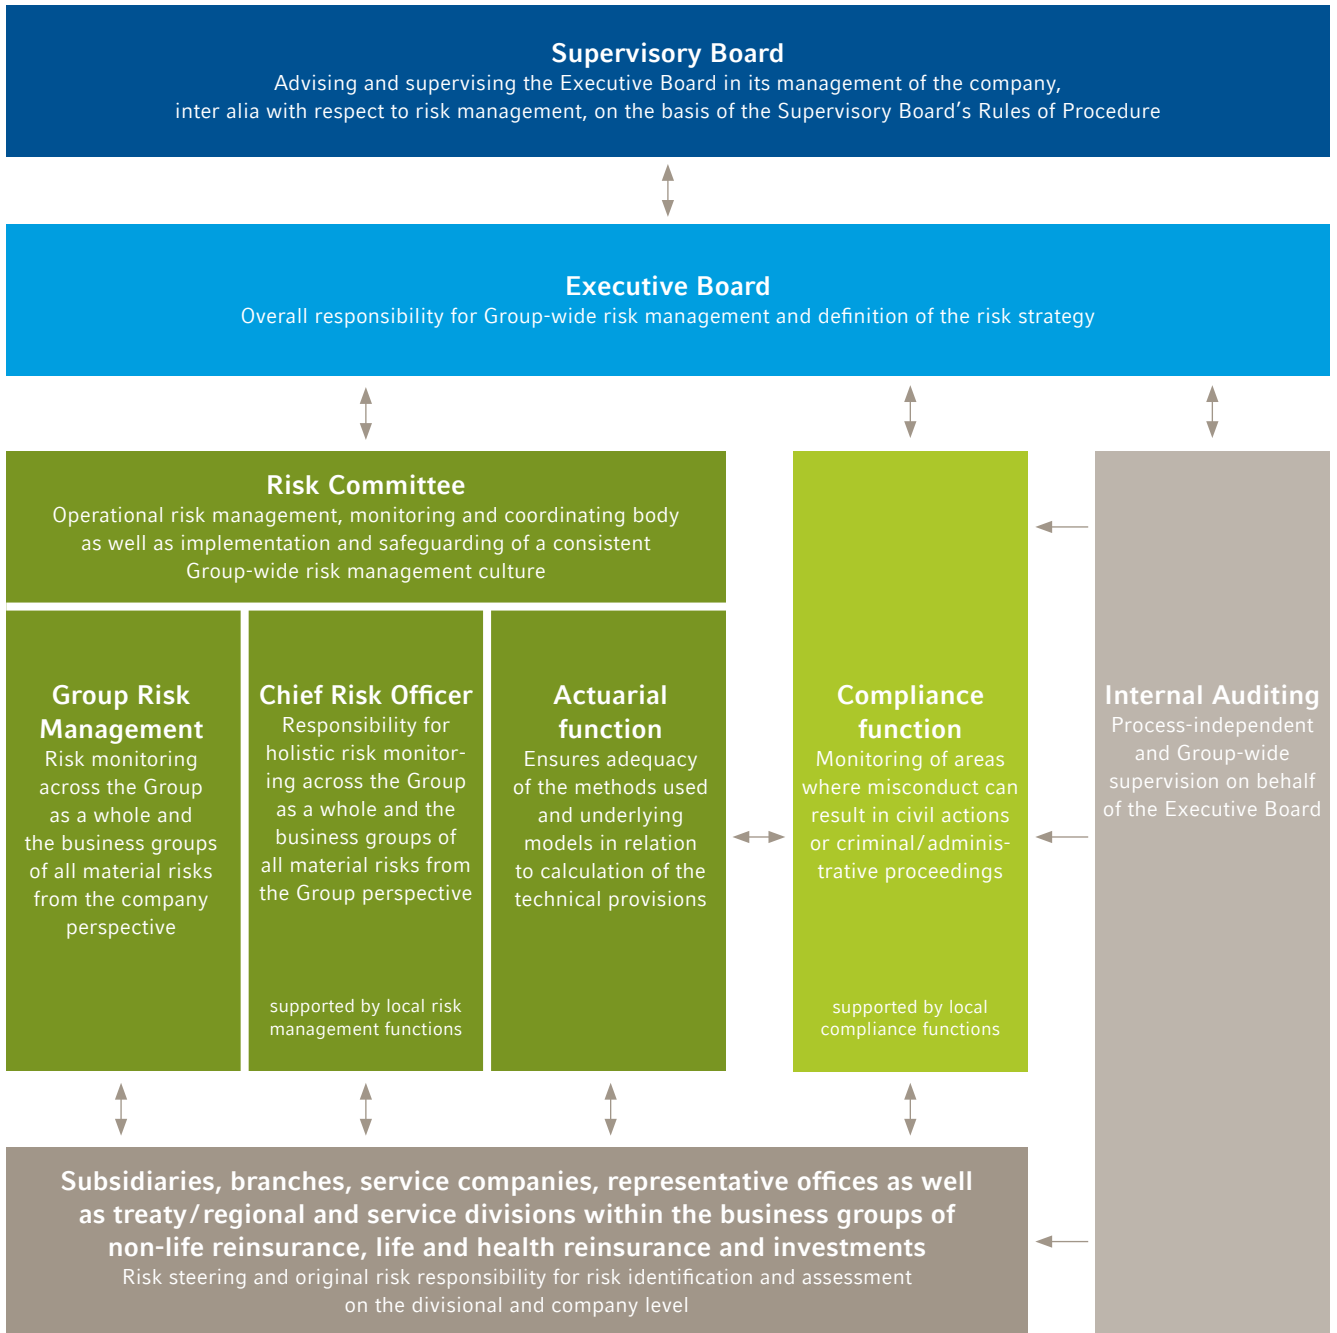 Supervisory Board
Advising and supervising the Executive Board in its management of the company,
inter alia with respect to risk management, on the basis of the Supervisory Board’s Rules of Procedure
Executive Board
Overall responsibility for Group-wide risk management and definition of the risk strategy
Risk Committee
Operational risk management, monitoring and coordinating body
as well as implementation and safeguarding of a consistent
Group-wide risk management culture
Group Risk
Management
Risk monitoring
across the Group
as a whole and
the business groups
of all material risks
from the company
perspective
Chief Risk Officer
Responsibility for
holistic risk monitor-
ing across the Group
as a whole and the
business groups of
all material risks from
the Group perspective
supported by local risk
management functions
Actuarial
function
Ensures adequacy
of the methods used
and underlying
models in relation
to calculation of the
technical provisions
Compliance
function
Monitoring of areas
where misconduct can
result in civil actions
or criminal/adminis-
trative proceedings
supported by local
compliance functions
Internal Auditing
Process-independent
and Group-wide
supervision on behalf
of the Executive Board
Subsidiaries, branches, service companies, representative offices as well
as treaty/regional and service divisions within the business groups of
non-life reinsurance, life and health reinsurance and investments
Risk steering and original risk responsibility for risk identification and assessment
on the divisional and company level